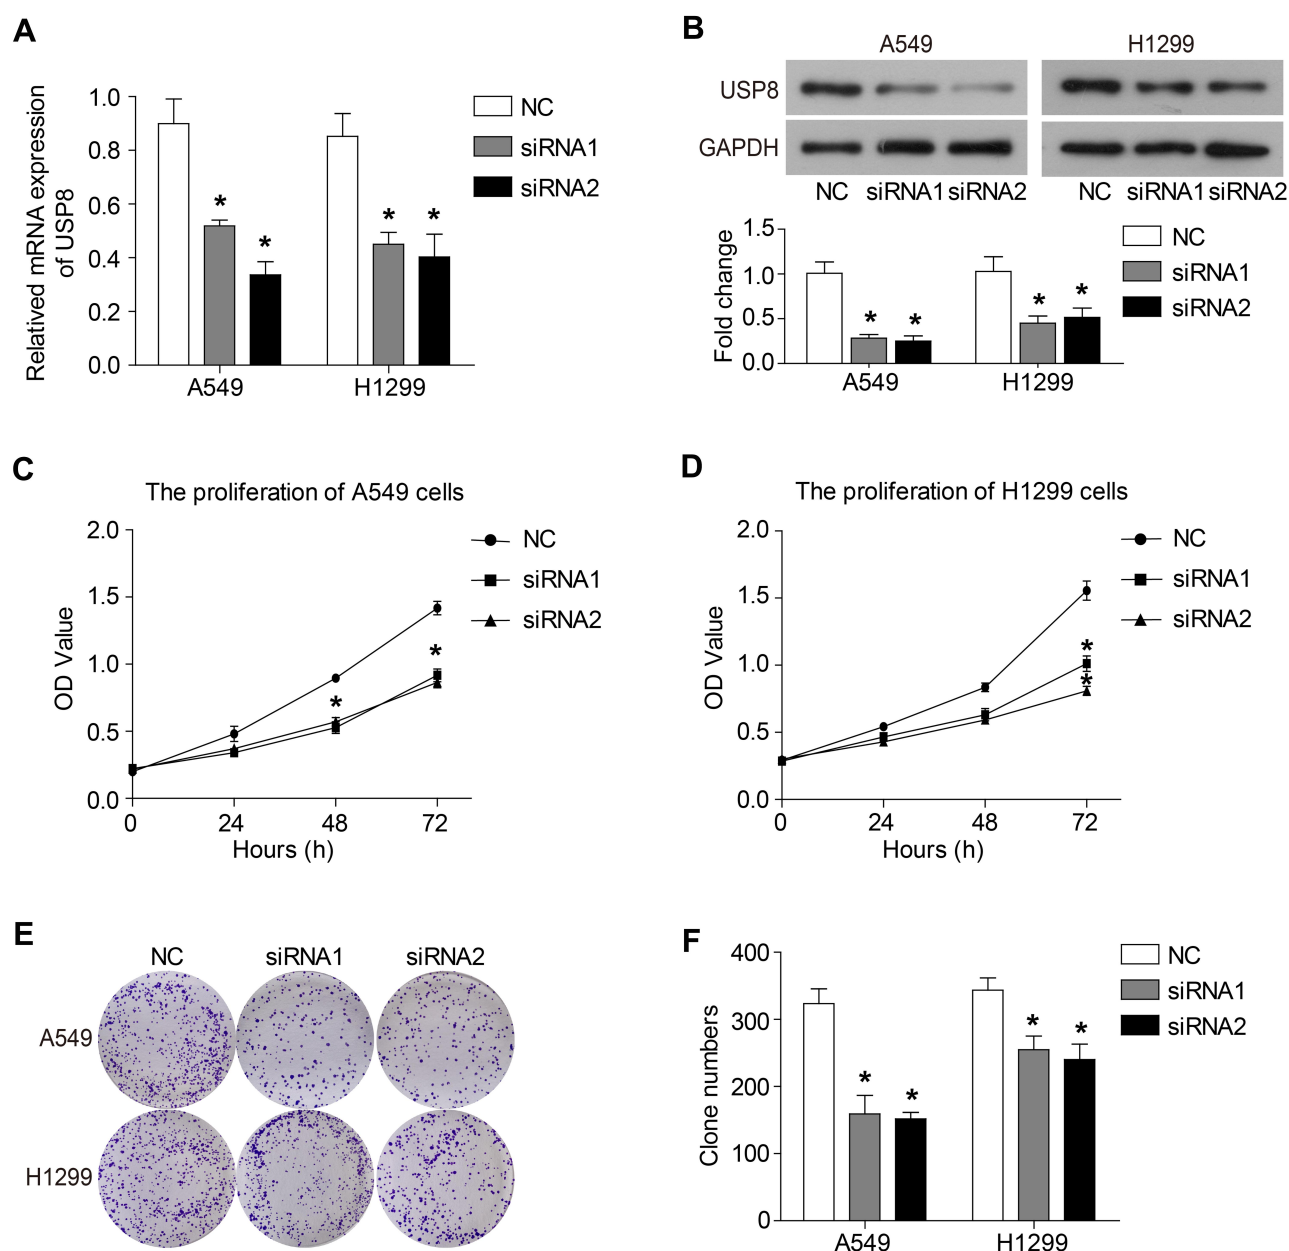 A
Relatived mRNA expression
of USP8
1.0
0.8
0.6
0.4
0.2
0.0
*
*
*
*
A549
H1299
NC
siRNA1
siRNA2
B
A549
H1299
USP8
GAPDH
NC siRNA1 siRNA2
NC siRNA1 siRNA2
Fold change
1.5
1.0
0.5
0.0
*
*
*
*
A549
H1299
NC
siRNA1
siRNA2
C
The proliferation of A549 cells
OD Value
2.0
1.5
1.0
0.5
0.0
*
*
0 24 48 72
Hours (h)
NC
siRNA1
siRNA2
D
The proliferation of H1299 cells
OD Value
2.0
1.5
1.0
0.5
0.0
*
*
0 24 48 72
Hours (h)
NC
siRNA1
siRNA2
E
NC siRNA1 siRNA2
A549
H1299
F
Clone numbers
400
300
200
100
0
*
*
*
*
A549
H1299
NC
siRNA1
siRNA2